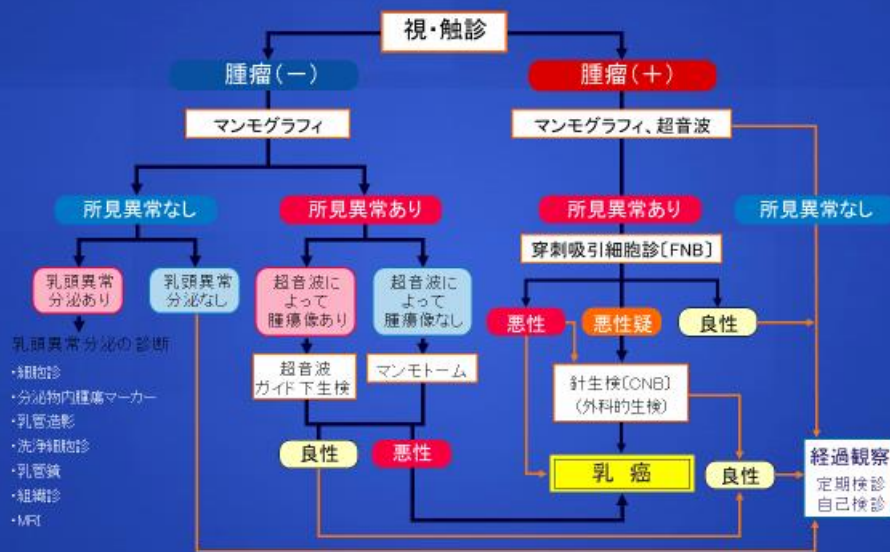 視・触診
腫瘤(－)
腫瘤(＋)
マンモグラフィ
マンモグラフィ、超音波
所見異常なし
所見異常あり
所見異常あり
所見異常なし
穿刺吸引細胞診〔FNB〕
乳頭異常
分泌あり
乳頭異常
分泌なし
超音波に
よって
腫瘍像あり
超音波に
よって
腫瘍像なし
悪性
悪性疑
良性
乳頭異常分泌の診断
・細胞診
・分泌物内腫瘍マーカー
・乳管造影
・洗浄細胞診
・乳管鏡
・組織診
・MRI
超音波
ガイド下生検
マンモトーム
針生検〔CNB〕
(外科的生検)
良性
悪性
乳 癌
良性
経過観察
定期検診
自己検診